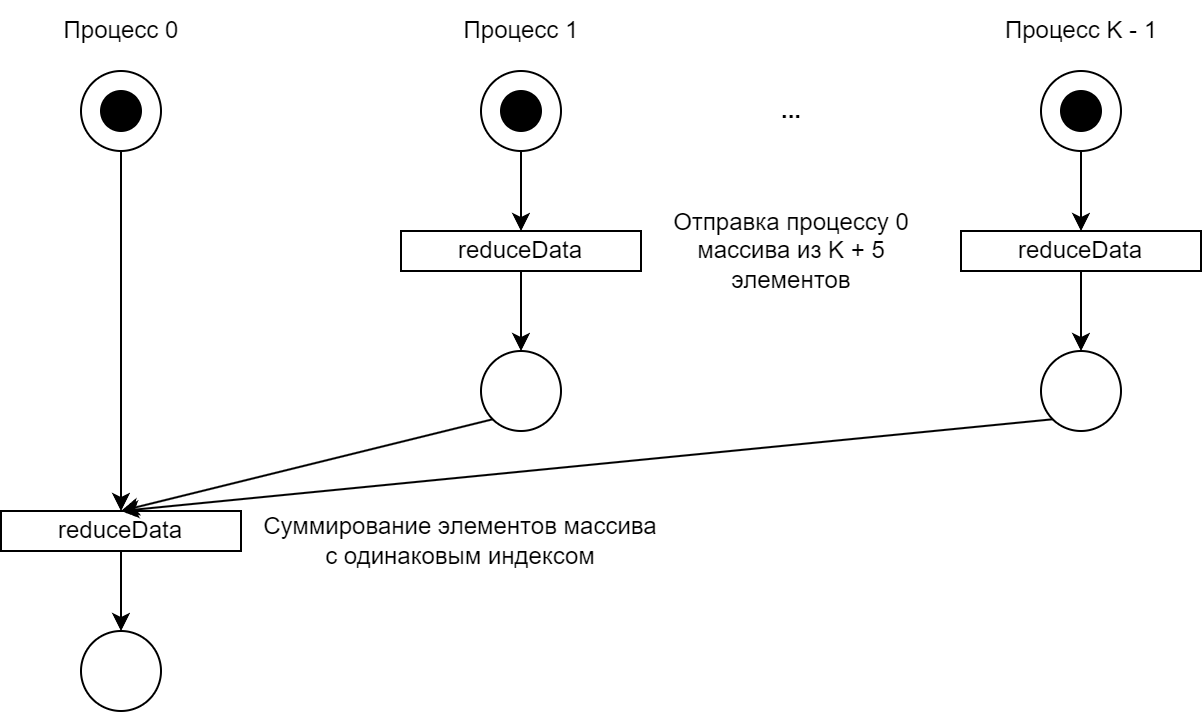 Процесс 0
Процесс 1
Процесс K - 1
...
Отправка процессу 0
массива из K + 5
элементов
reduceData
reduceData
reduceData
Суммирование элементов массива
с одинаковым индексом